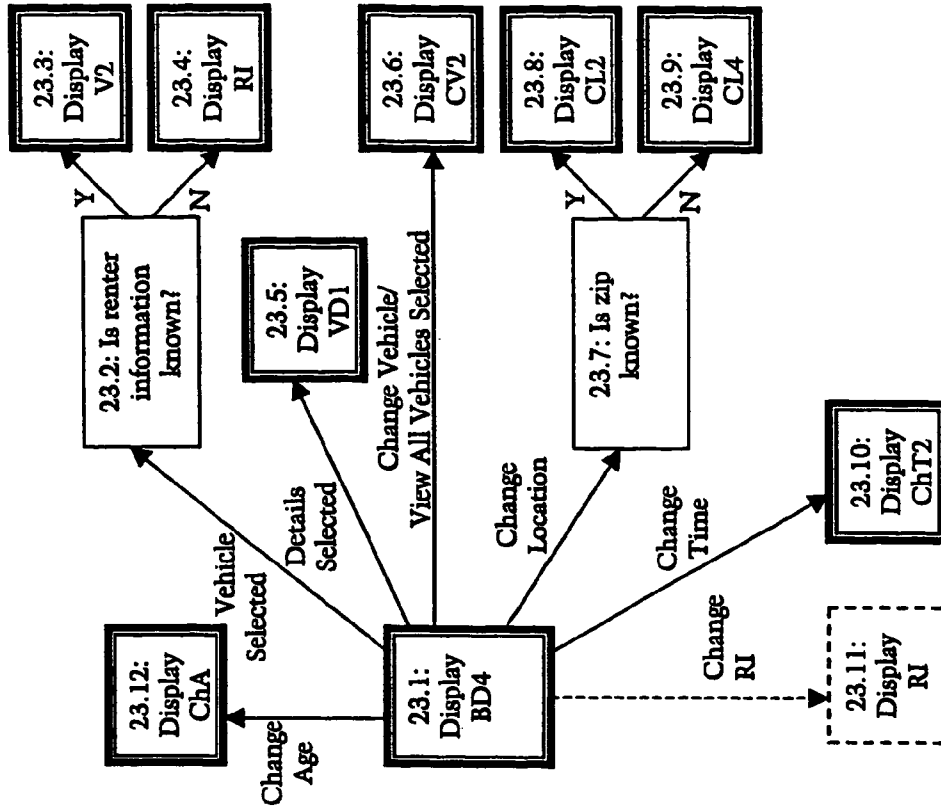 23.12:
Display
ChA
Change
Age
Vehicle
Selected
23.2: Is renter
information
known?
Y
N
23.3:
Display
V2
23.4:
Display
RI
Details
Selected
23.5:
Display
VD1
23.1:
Display
BD4
Change Vehicle/
View All Vehicles Selected
23.6:
Display
CV2
Change
Location
23.7: Is zip
known?
Y
N
23.8:
Display
CL2
23.9:
Display
CL4
Change
Time
23.10:
Display
ChT2
Change
RI
23.11:
Display
RI